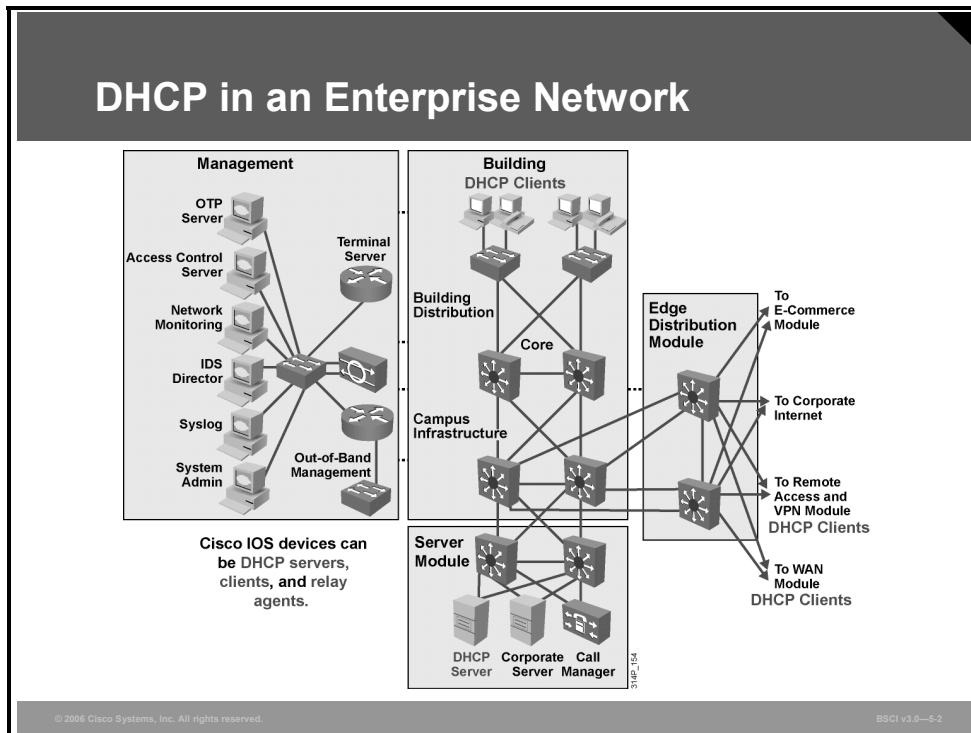 DHCP in an Enterprise Network
Management
OTP
Server
Access Control
Server
Network
Monitoring
IDS
Director
Syslog
System
Admin
Terminal
Server
Out-of-Band
Management
Building
DHCP Clients
Building
Distribution
Core
Campus
Infrastructure
Edge
Distribution
Module
To
E-Commerce
Module
To Corporate
Internet
To Remote
Access and
VPN Module
DHCP Clients
To WAN
Module
DHCP Clients
Cisco IOS devices can
be DHCP servers,
clients, and relay
agents.
Server
Module
DHCP
Server
Corporate
Server
Call
Manager
314P_154
© 2006 Cisco Systems, Inc. All rights reserved.
BSCI v3.0—5-2